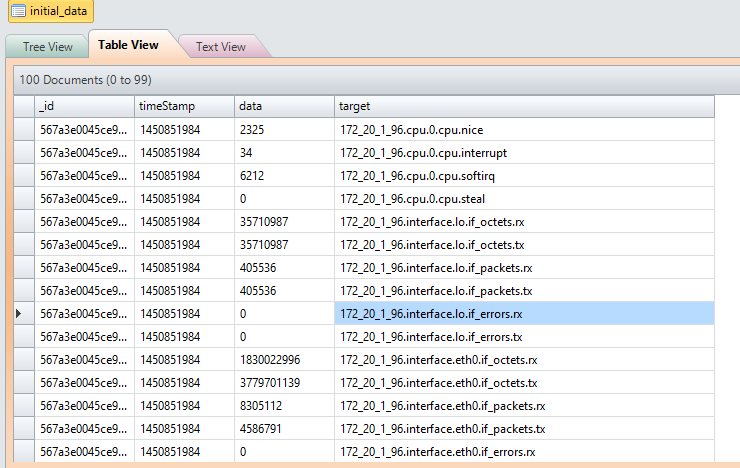 initial_data
Tree View Table View Text View
100 Documents (0 to 99)
_id timeStamp data target
567a3e0045ce9... 1450851984 2325 172_20_1_96.cpu.0.cpu.nice
567a3e0045ce9... 1450851984 34 172_20_1_96.cpu.0.cpu.interrupt
567a3e0045ce9... 1450851984 6212 172_20_1_96.cpu.0.cpu.softirq
567a3e0045ce9... 1450851984 0 172_20_1_96.cpu.0.cpu.steal
567a3e0045ce9... 1450851984 35710987 172_20_1_96.interface.lo.if_octets.rx
567a3e0045ce9... 1450851984 35710987 172_20_1_96.interface.lo.if_octets.tx
567a3e0045ce9... 1450851984 405536 172_20_1_96.interface.lo.if_packets.rx
567a3e0045ce9... 1450851984 405536 172_20_1_96.interface.lo.if_packets.tx
567a3e0045ce9... 1450851984 0 172_20_1_96.interface.lo.if_errors.rx
567a3e0045ce9... 1450851984 0 172_20_1_96.interface.lo.if_errors.tx
567a3e0045ce9... 1450851984 1830022996 172_20_1_96.interface.eth0.if_octets.rx
567a3e0045ce9... 1450851984 3779701139 172_20_1_96.interface.eth0.if_octets.tx
567a3e0045ce9... 1450851984 8305112 172_20_1_96.interface.eth0.if_packets.rx
567a3e0045ce9... 1450851984 4586791 172_20_1_96.interface.eth0.if_packets.tx
567a3e0045ce9... 1450851984 0 172_20_1_96.interface.eth0.if_errors.rx